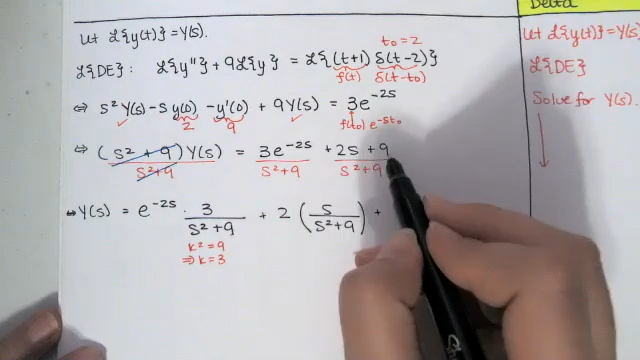 Delta
Let ℒ{y(t)} = Y(s).
t₀ = 2
ℒ{DE}: ℒ{y''} + 9ℒ{y} = ℒ{(t+1) δ(t-2)}
f(t) δ(t-t₀)
⇔ s²Y(s) - s y(0) - y'(0) + 9Y(s) = 3e^-2s
2 9 f(t₀) e^-st₀
⇔ (s² + 9) Y(s) = 3e^-2s + 2s + 9
s²+9 s²+9 s²+9
⇔ Y(s) = e^-2s · 3/(s²+9) + 2 (s/(s²+9)) +
k² = 9
⇒ k = 3
Let ℒ{y(t)} = Y(s)
ℒ{DE}
Solve for Y(s).